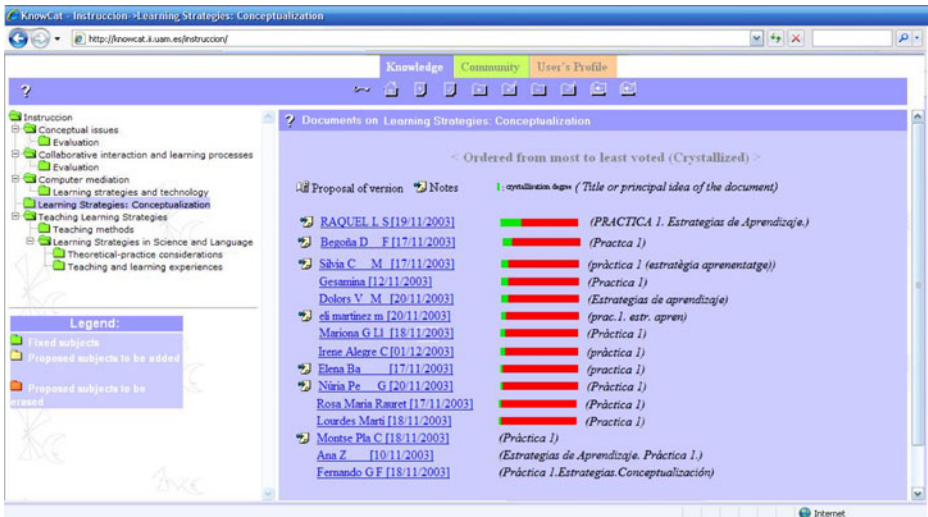 KnowCat - Instruccion->Learning Strategies: Conceptualization
http://knowcat.ii.uam.es/instruccion/
Knowledge Community User's Profile
?
Instruccion
Conceptual issues
Evaluation
Collaborative interaction and learning processes
Evaluation
Computer mediation
Learning strategies and technology
Learning Strategies: Conceptualization
Teaching Learning Strategies
Teaching methods
Learning Strategies in Science and Language
Theoretical-practice considerations
Teaching and learning experiences
Legend:
Fixed subjects
Proposed subjects to be added
Proposed subjects to be
erased
? Documents on Learning Strategies: Conceptualization
< Ordered from most to least voted (Crystallized) >
Proposal of version Notes : crystallization degree ( Title or principal idea of the document)
RAQUEL L S [19/11/2003] (PRACTICA 1. Estrategias de Aprendizaje.)
Begoña D F [17/11/2003] (Practca 1)
Silvia C M [17/11/2003] (pràctica 1 (estratègia aprenentatge))
Gesamina [12/11/2003] (Practica 1)
Dolors V M [20/11/2003] (Estrategias de aprendizaje)
eli martinez m [20/11/2003] (prac.1. estr. apren)
Mariona G Ll [18/11/2003] (Pràctica 1)
Irene Alegre C [01/12/2003] (pràctica 1)
Elena Ba [17/11/2003] (practica 1)
Núria Pe G [20/11/2003] (Pràctica 1)
Rosa Maria Rauret [17/11/2003] (Pràctica 1)
Lourdes Marti [18/11/2003] (Practica 1)
Montse Pla C [18/11/2003] (Pràctica 1)
Ana Z [10/11/2003] (Estrategias de Aprendizaje. Pràctica 1.)
Fernando G F [18/11/2003] (Práctica 1.Estrategias.Conceptualización)
Internet